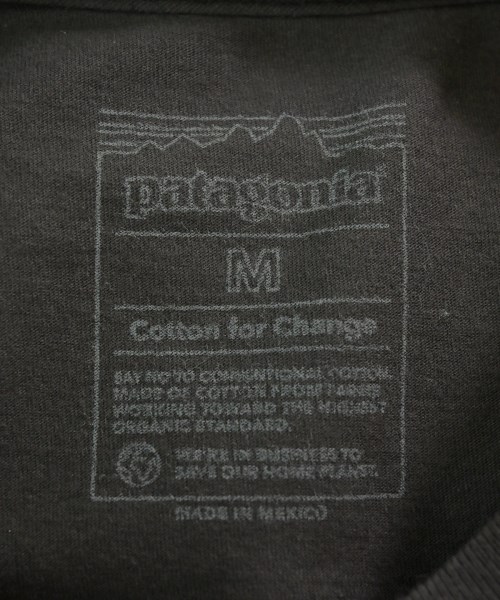 patagonia®
M
Cotton for Change
SAY NO TO CONVENTIONAL COTTON.
MADE OF COTTON FROM FARMS
WORKING TOWARD THE HIGHEST
ORGANIC STANDARD.
WE'RE IN BUSINESS TO
SAVE OUR HOME PLANET.
MADE IN MEXICO